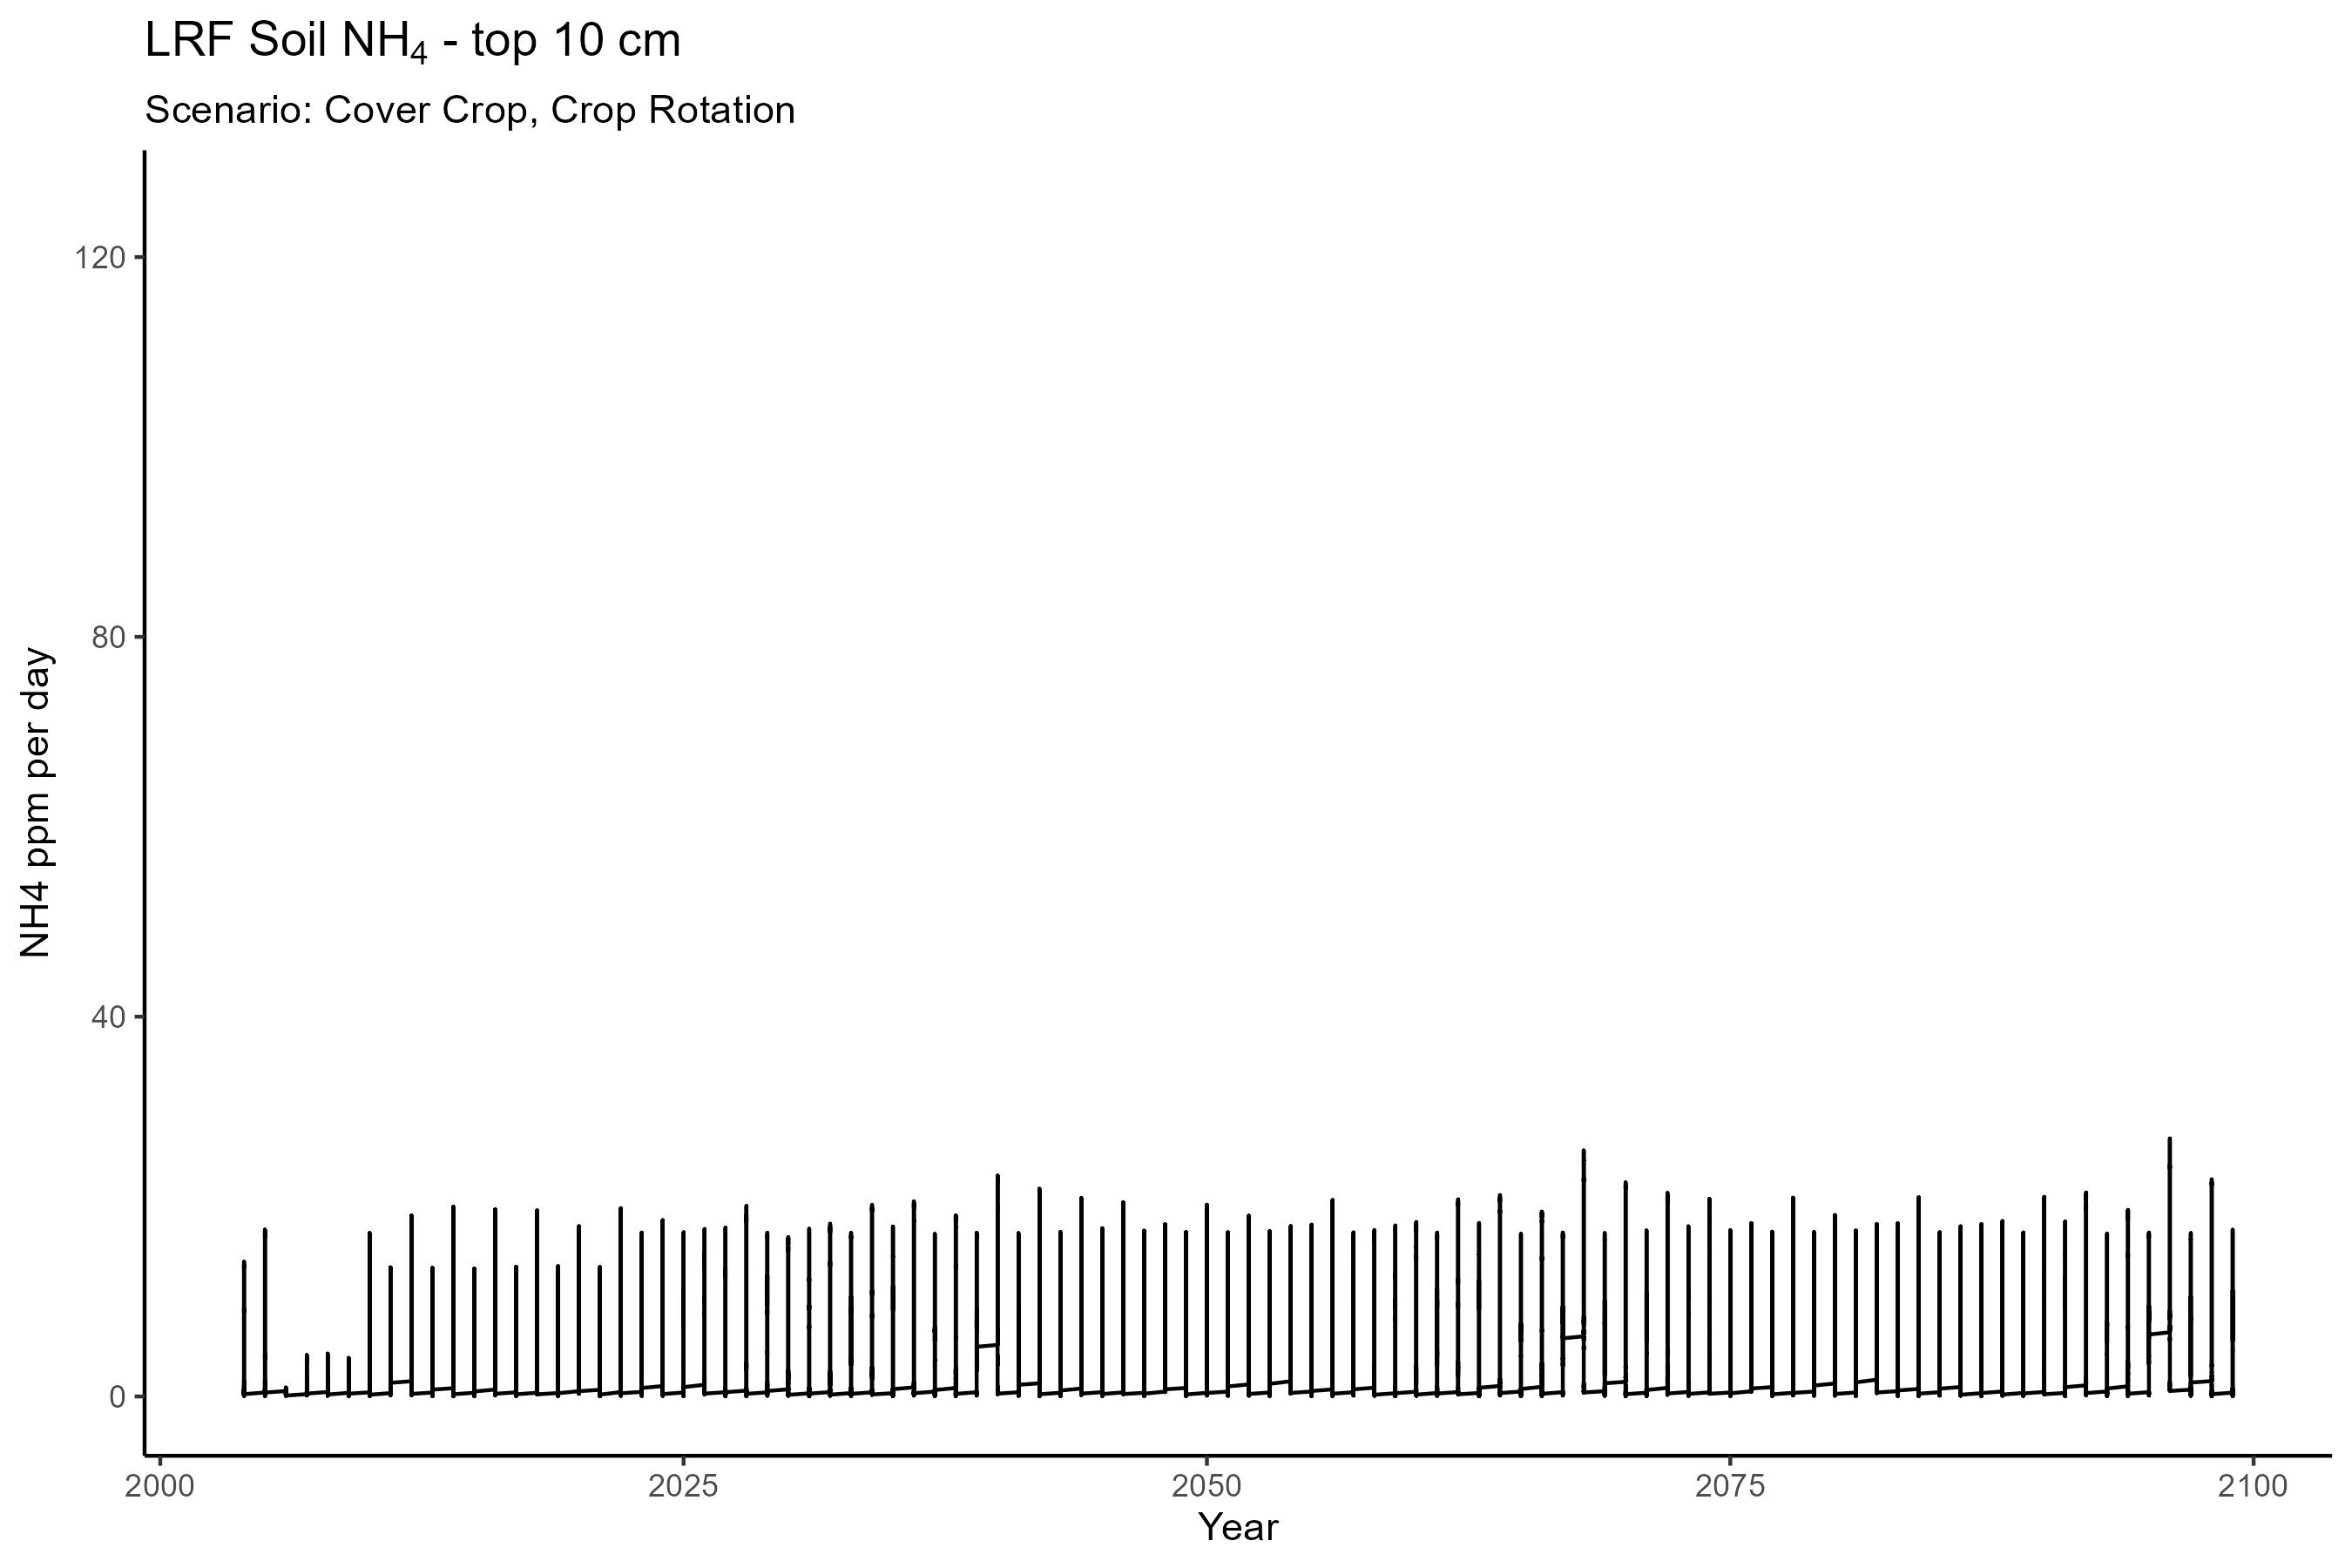 LRF Soil NH₄ - top 10 cm
Scenario: Cover Crop, Crop Rotation
NH4 ppm per day
120
80
40
0
2000 2025 2050 2075 2100
Year